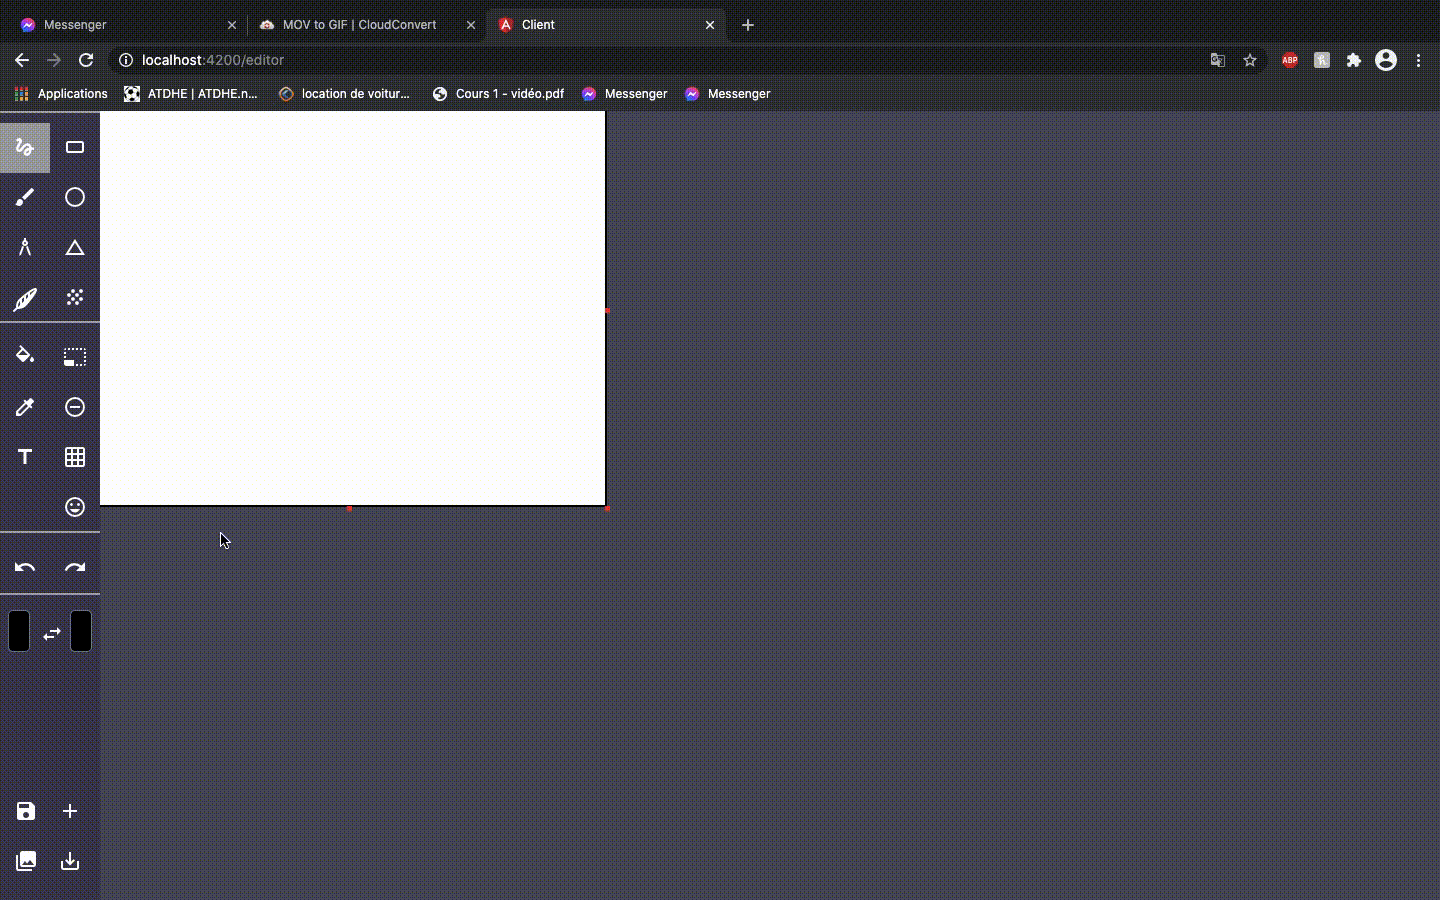 Messenger
MOV to GIF | CloudConvert
Client
localhost:4200/editor
ABP
Applications
ATDHE | ATDHE.n...
location de voitur...
Cours 1 - vidéo.pdf
Messenger
Messenger
T